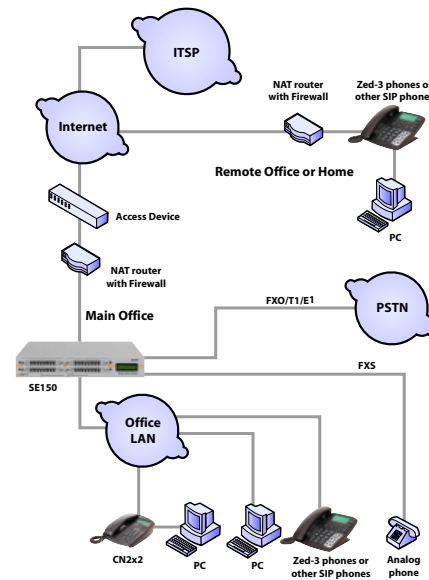 ITSP
NAT router
with Firewall
Zed-3 phones or
other SIP phone
Internet
Remote Office or Home
Access Device
PC
NAT router
with Firewall
Main Office
FXO/T1/E1
PSTN
FXS
SE150
Office
LAN
CN2x2
PC
PC
Zed-3 phones or
other SIP phones
Analog
phone